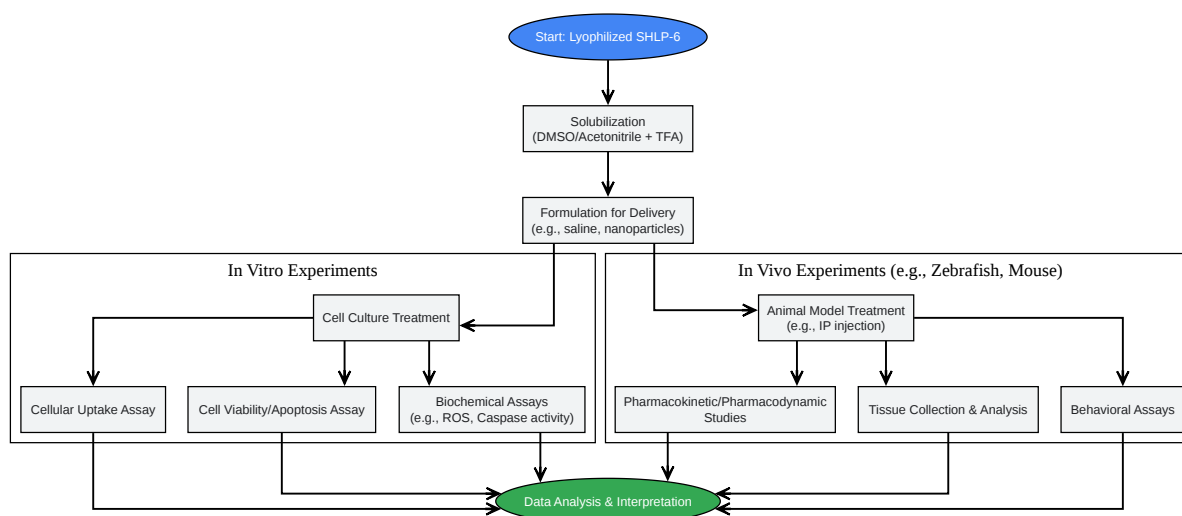 Start: Lyophilized SHLP-6
Solubilization
(DMSO/Acetonitrile + TFA)
Formulation for Delivery
(e.g., saline, nanoparticles)
In Vitro Experiments
In Vivo Experiments (e.g., Zebrafish, Mouse)
Cell Culture Treatment
Animal Model Treatment
(e.g., IP injection)
Cellular Uptake Assay
Cell Viability/Apoptosis Assay
Biochemical Assays
(e.g., ROS, Caspase activity)
Pharmacokinetic/Pharmacodynamic
Studies
Tissue Collection & Analysis
Behavioral Assays
Data Analysis & Interpretation